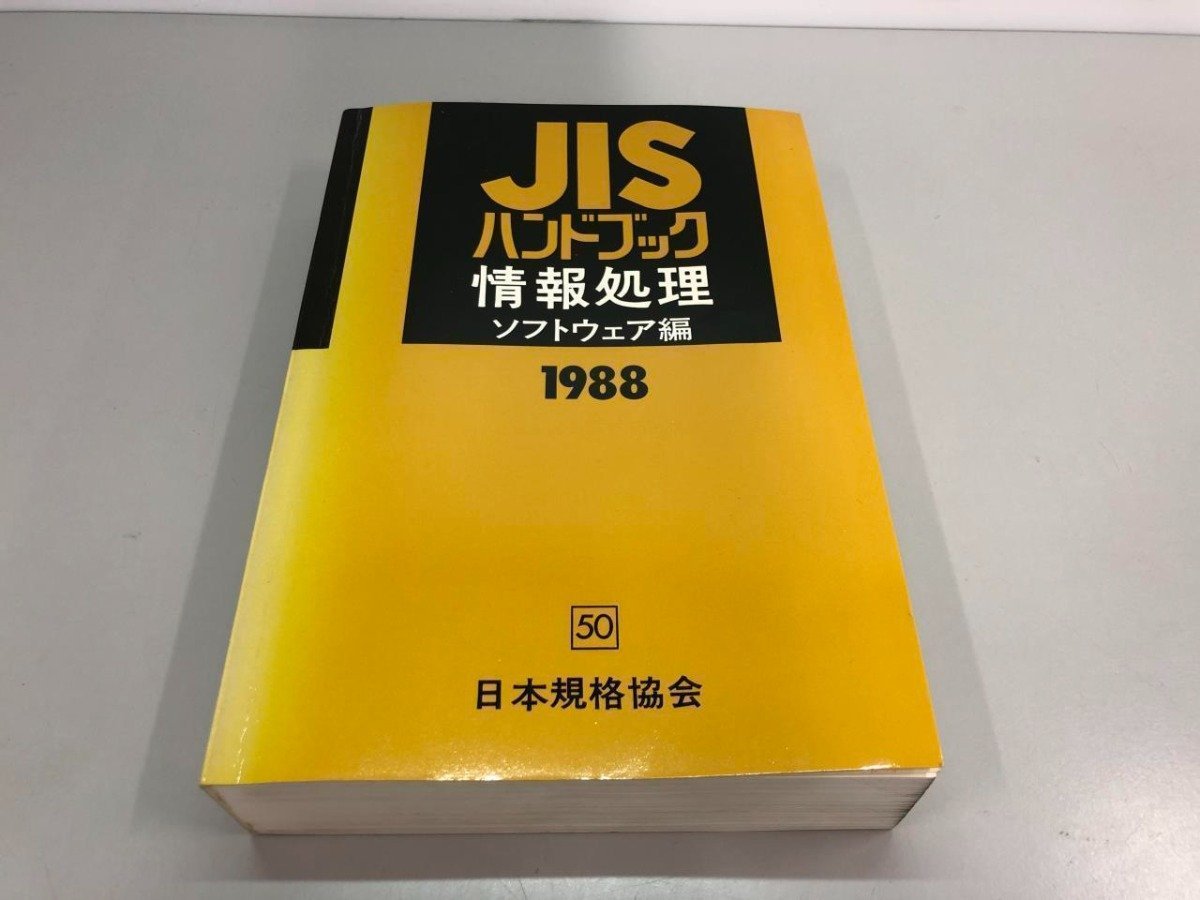 JIS
ハンドブック
情報処理
ソフトウェア編
1988
50
日本規格協会